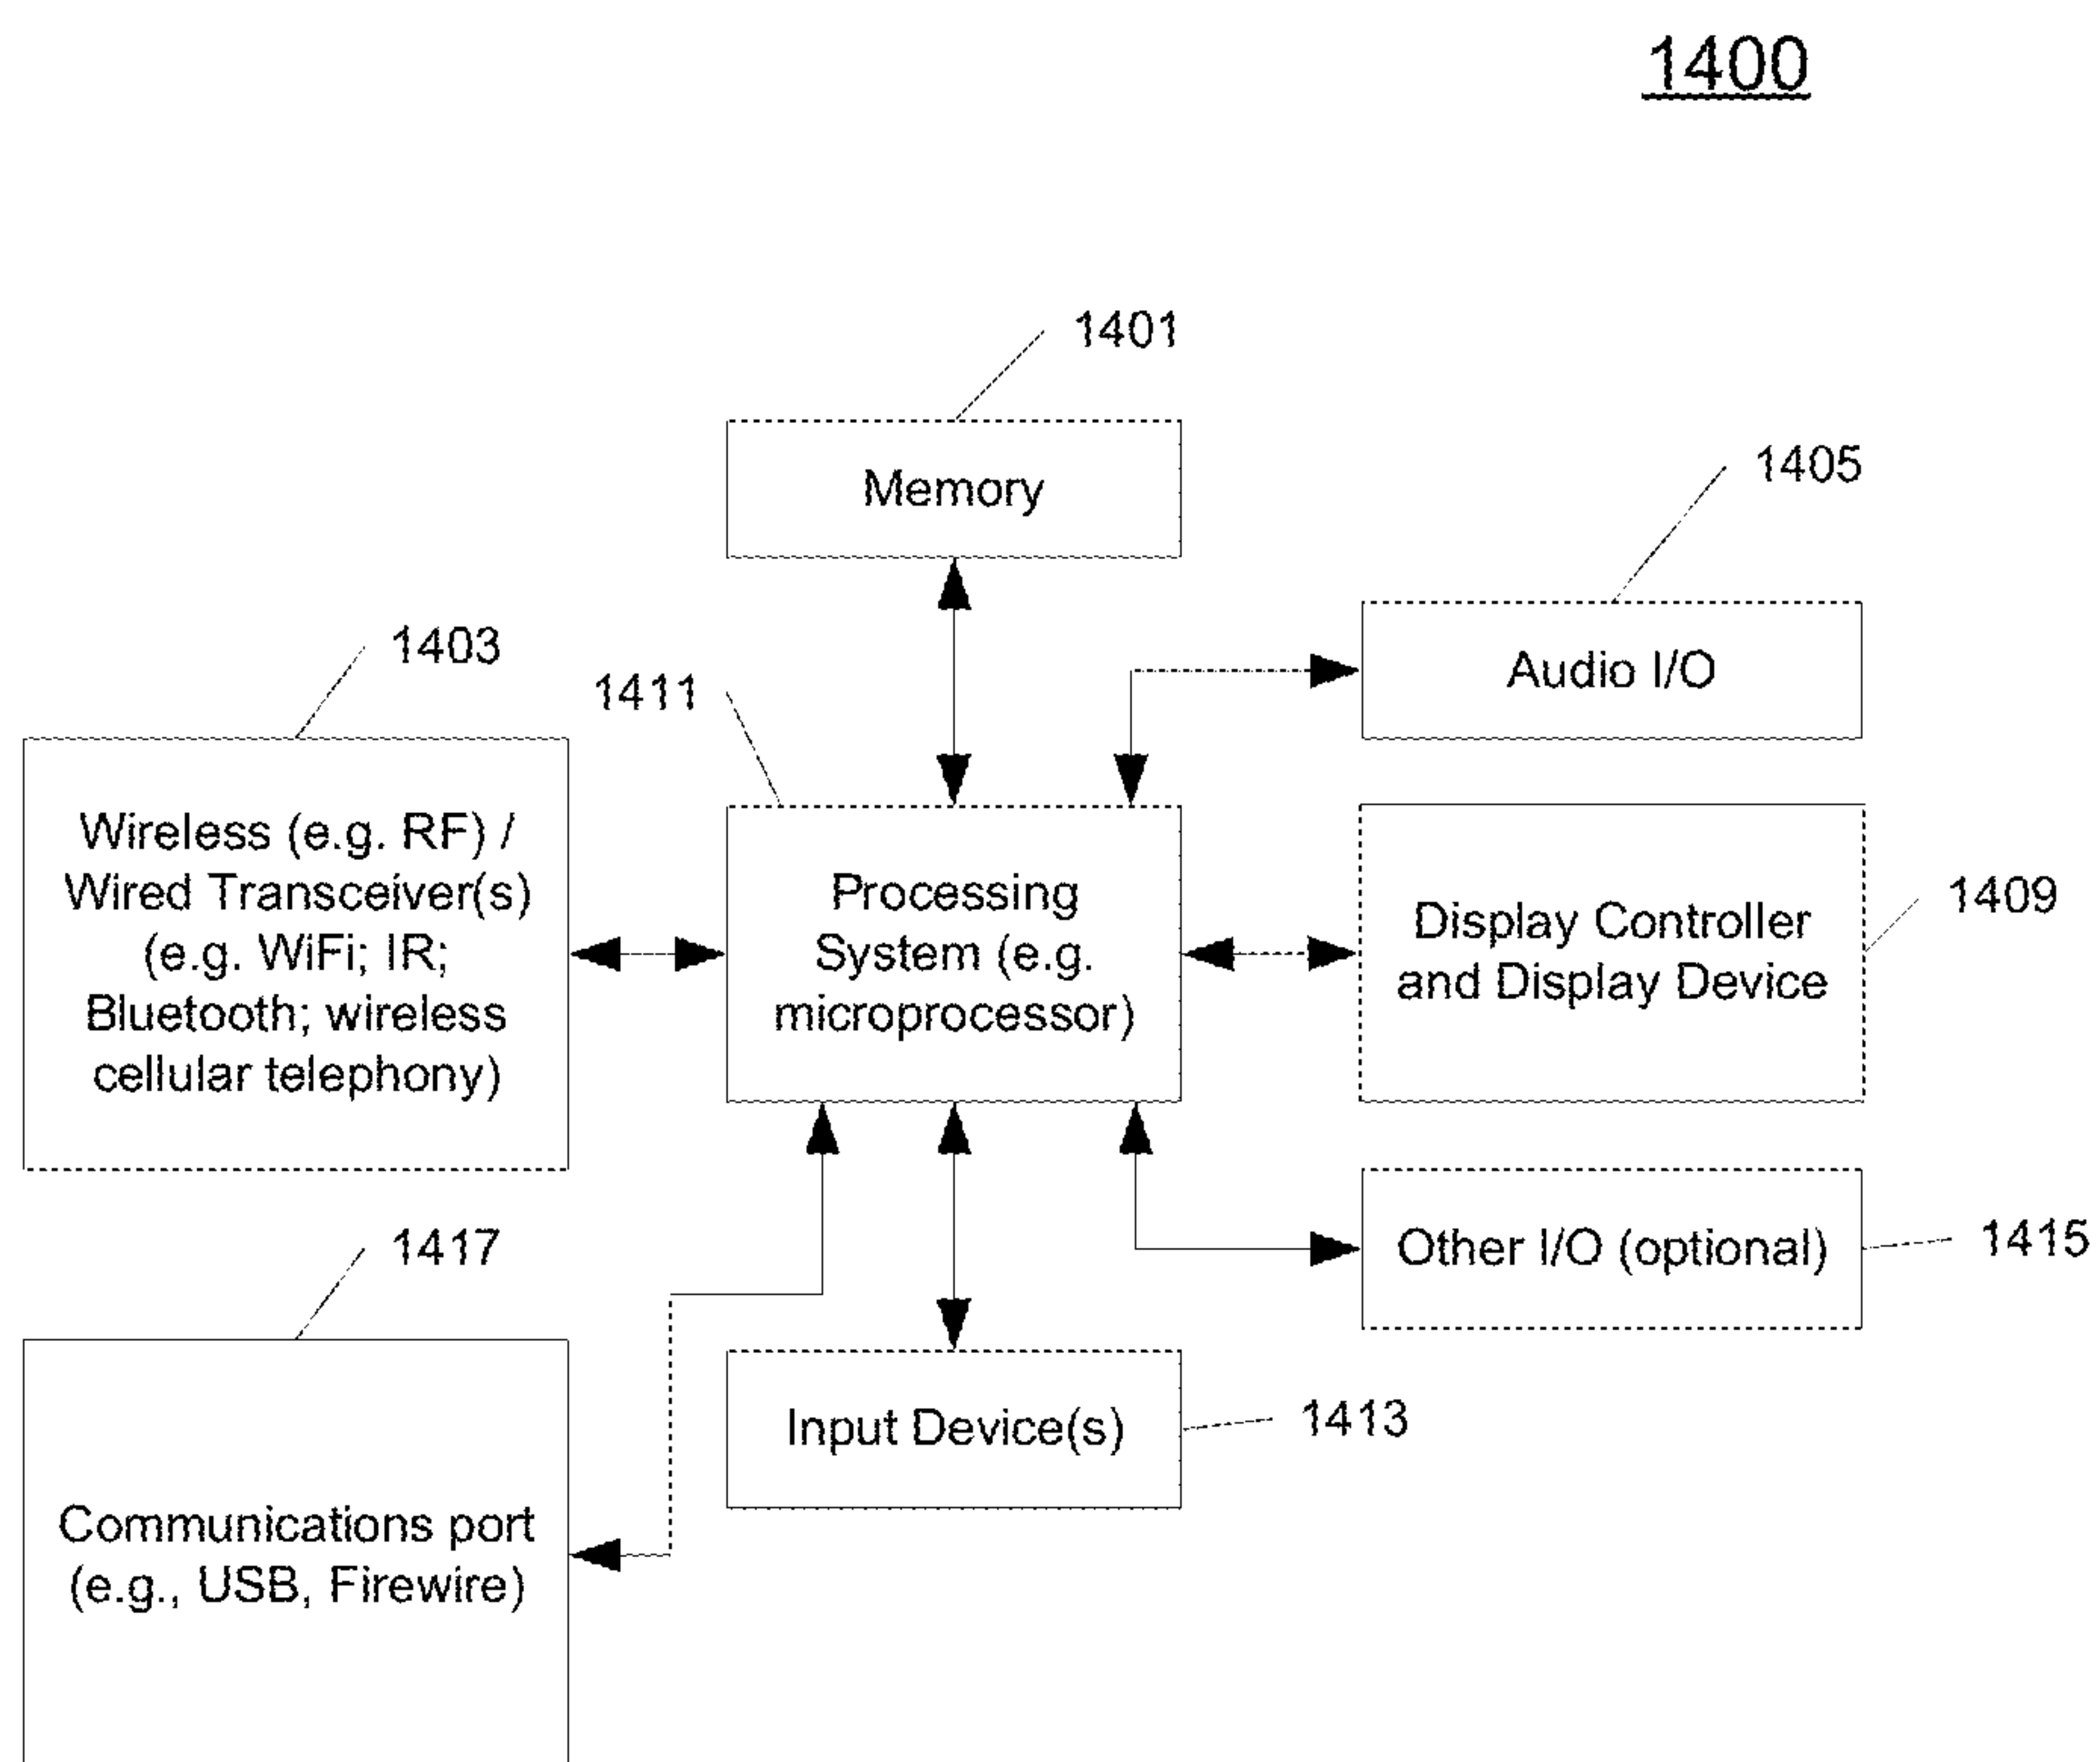 1400
1401
Memory
1405
Audio I/O
1403
1411
Wireless (e.g. RF) /
Wired Transceiver(s)
(e.g. WiFi; IR;
Bluetooth; wireless
cellular telephony)
Processing
System (e.g.
microprocessor)
Display Controller
and Display Device
1409
1417
Other I/O (optional)
1415
Input Device(s)
1413
Communications port
(e.g., USB, Firewire)